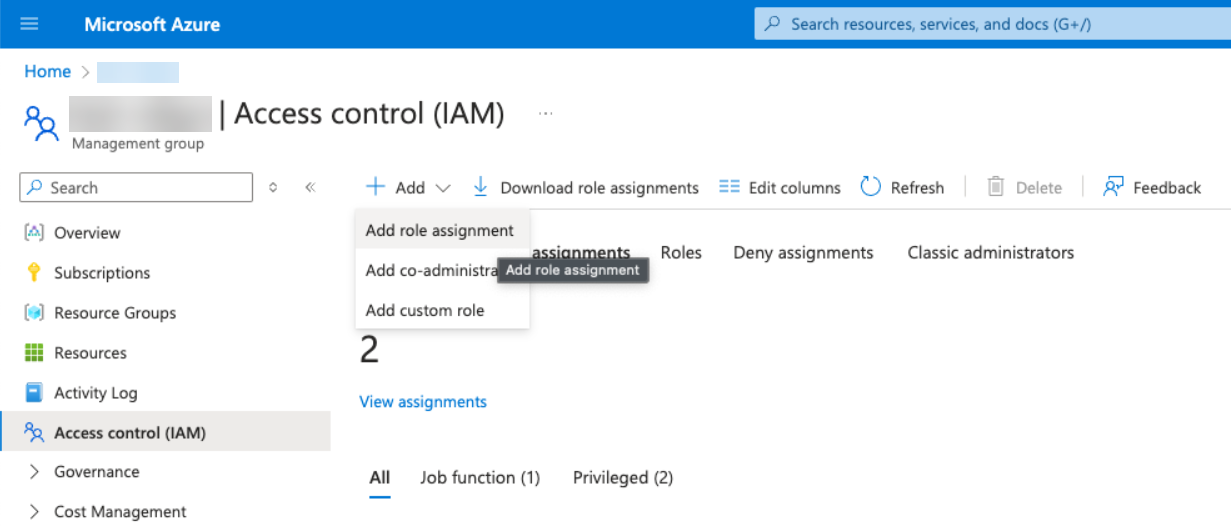 Microsoft Azure
Search resources, services, and docs (G+/)
Home >
| Access control (IAM) ...
Management group
Search
Add
Download role assignments
Edit columns
Refresh
Delete
Feedback
Overview
Subscriptions
Resource Groups
Resources
Activity Log
Access control (IAM)
Governance
Cost Management
Add role assignment
Add co-administra
Add role assignment
Add custom role
assignments
Roles
Deny assignments
Classic administrators
2
View assignments
All
Job function (1)
Privileged (2)